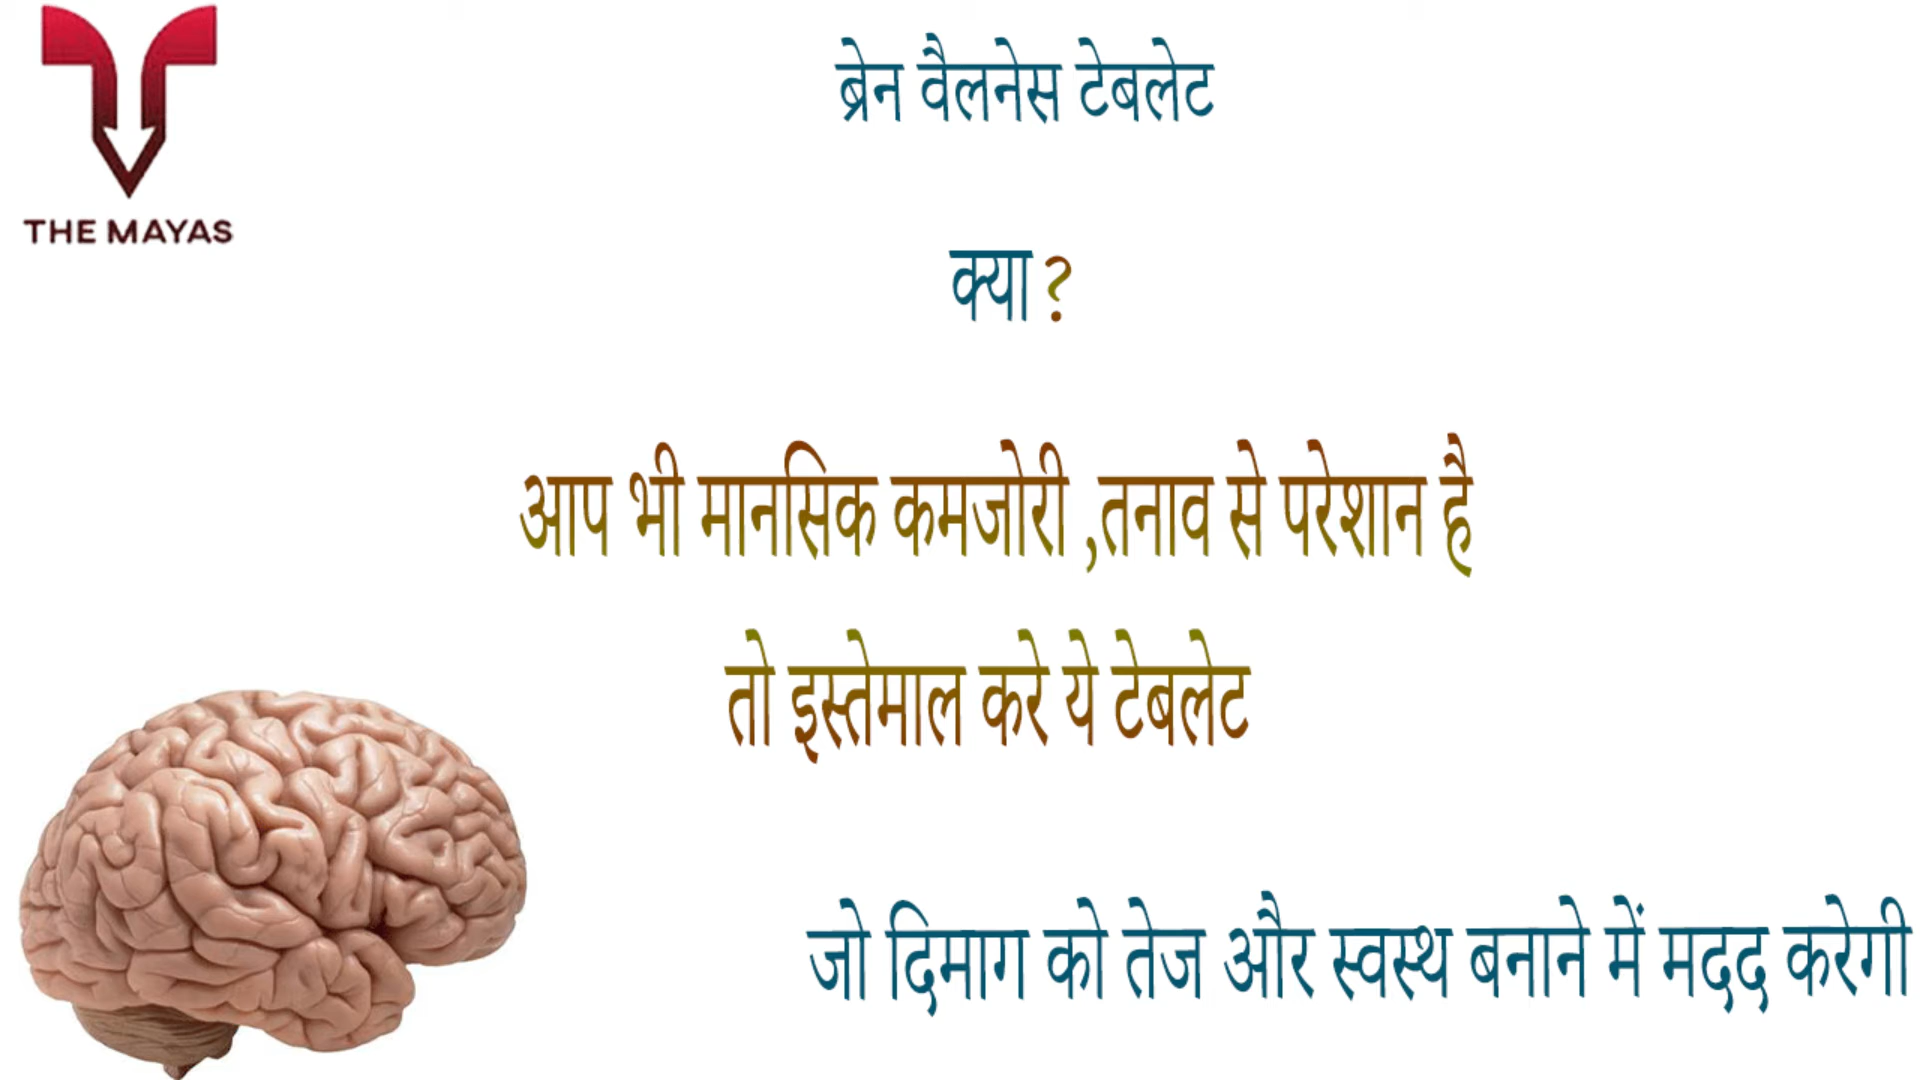 THE MAYAS
ब्रेन वैलनेस टेबलेट
क्या ?
आप भी मानसिक कमजोरी ,तनाव से परेशान है
तो इस्तेमाल करे ये टेबलेट
जो दिमाग को तेज और स्वस्थ बनाने में मदद करेगी